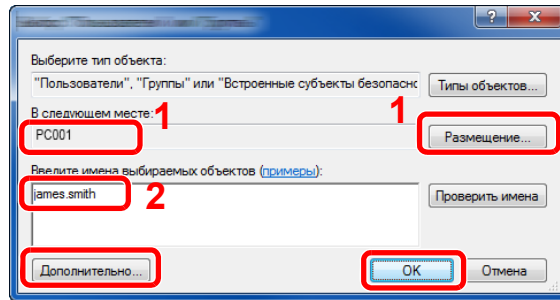 Выберите тип объекта:
"Пользователи", "Группы" или "Встроенные субъекты безопасно
Типы объектов...
В следующем месте:
1
1
PC001
Размещение...
Введите имена выбираемых объектов (примеры):
james.smith
2
Проверить имена
Дополнительно...
OK
Отмена